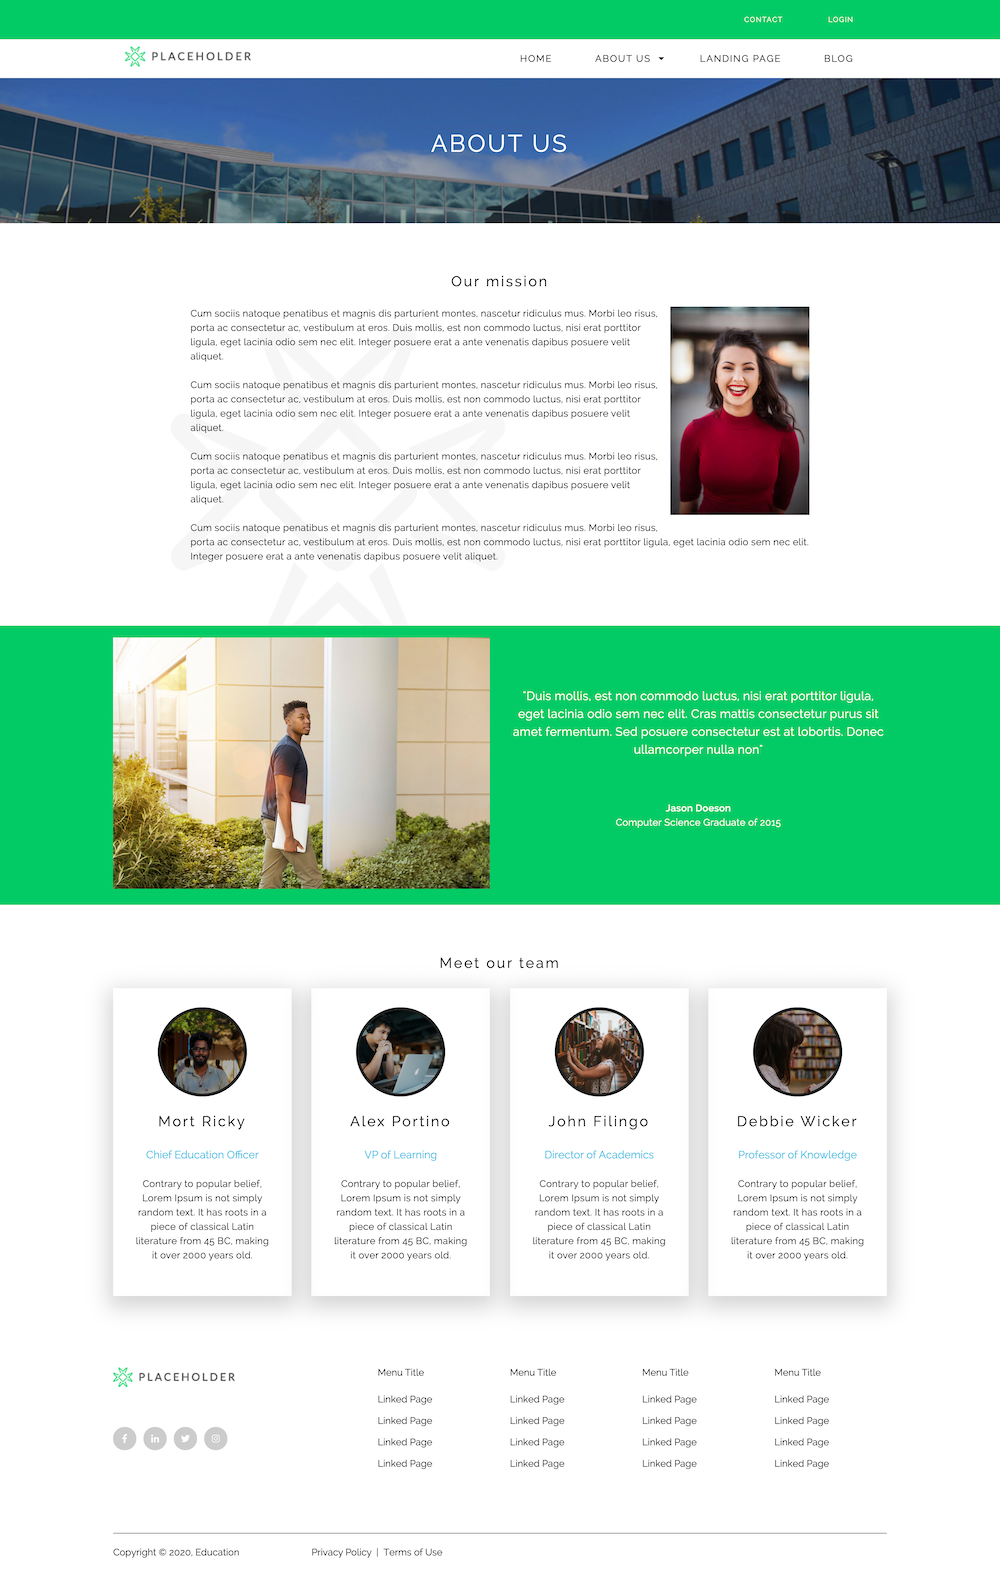 CONTACT LOGIN
PLACEHOLDER
HOME ABOUT US LANDING PAGE BLOG
ABOUT US
Our mission
Cum sociis natoque penatibus et magnis dis parturient montes, nascetur ridiculus mus. Morbi leo risus,
porta ac consectetur ac, vestibulum at eros. Duis mollis, est non commodo luctus, nisi erat porttitor
ligula, eget lacinia odio sem nec elit. Integer posuere erat a ante venenatis dapibus posuere velit
aliquet.
Cum sociis natoque penatibus et magnis dis parturient montes, nascetur ridiculus mus. Morbi leo risus,
porta ac consectetur ac, vestibulum at eros. Duis mollis, est non commodo luctus, nisi erat porttitor
ligula, eget lacinia odio sem nec elit. Integer posuere erat a ante venenatis dapibus posuere velit
aliquet.
Cum sociis natoque penatibus et magnis dis parturient montes, nascetur ridiculus mus. Morbi leo risus,
porta ac consectetur ac, vestibulum at eros. Duis mollis, est non commodo luctus, nisi erat porttitor
ligula, eget lacinia odio sem nec elit. Integer posuere erat a ante venenatis dapibus posuere velit
aliquet.
Cum sociis natoque penatibus et magnis dis parturient montes, nascetur ridiculus mus. Morbi leo risus,
porta ac consectetur ac, vestibulum at eros. Duis mollis, est non commodo luctus, nisi erat porttitor ligula, eget lacinia odio sem nec elit.
Integer posuere erat a ante venenatis dapibus posuere velit aliquet.
"Duis mollis, est non commodo luctus, nisi erat porttitor ligula,
eget lacinia odio sem nec elit. Cras mattis consectetur purus sit
amet fermentum. Sed posuere consectetur est at lobortis. Donec
ullamcorper nulla non"
Jason Doeson
Computer Science Graduate of 2015
Meet our team
Mort Ricky
Chief Education Officer
Contrary to popular belief,
Lorem Ipsum is not simply
random text. It has roots in a
piece of classical Latin
literature from 45 BC, making
it over 2000 years old.
Alex Portino
VP of Learning
Contrary to popular belief,
Lorem Ipsum is not simply
random text. It has roots in a
piece of classical Latin
literature from 45 BC, making
it over 2000 years old.
John Filingo
Director of Academics
Contrary to popular belief,
Lorem Ipsum is not simply
random text. It has roots in a
piece of classical Latin
literature from 45 BC, making
it over 2000 years old.
Debbie Wicker
Professor of Knowledge
Contrary to popular belief,
Lorem Ipsum is not simply
random text. It has roots in a
piece of classical Latin
literature from 45 BC, making
it over 2000 years old.
PLACEHOLDER
Menu Title
Linked Page
Linked Page
Linked Page
Linked Page
Menu Title
Linked Page
Linked Page
Linked Page
Linked Page
Menu Title
Linked Page
Linked Page
Linked Page
Linked Page
Menu Title
Linked Page
Linked Page
Linked Page
Linked Page
Copyright © 2020, Education
Privacy Policy | Terms of Use